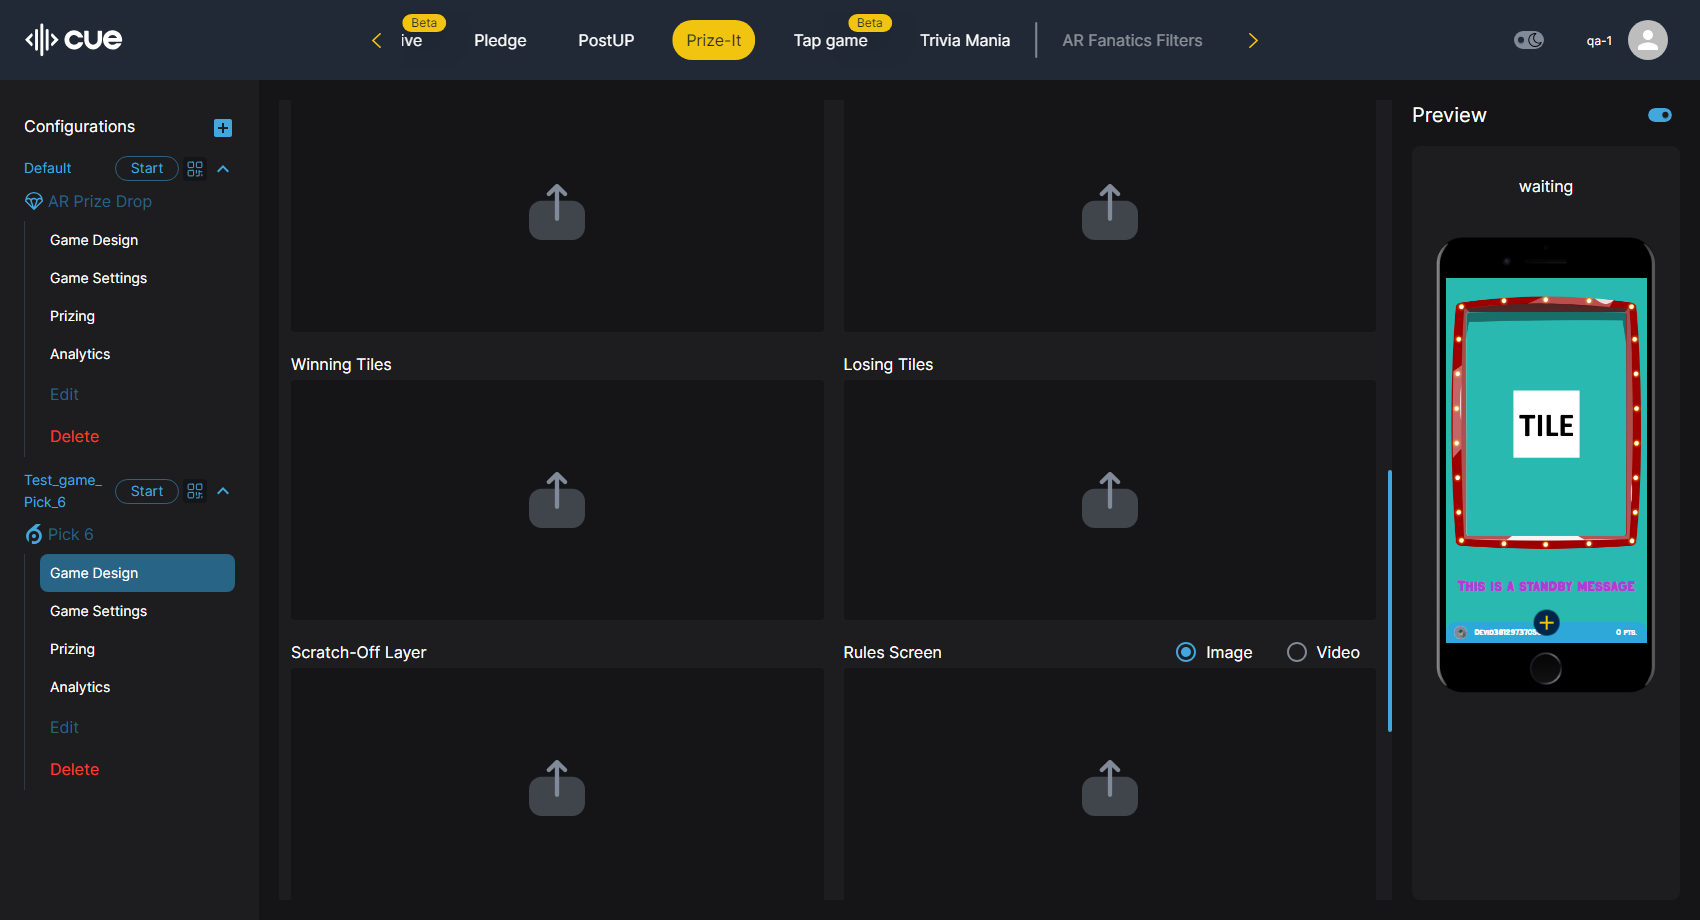 cue
Beta
ive
Pledge
PostUP
Prize-It
Beta
Tap game
Trivia Mania
AR Fanatics Filters
qa-1
Configurations
Default
Start
AR Prize Drop
Game Design
Game Settings
Prizing
Analytics
Edit
Delete
Test_game_
Pick_6
Start
Pick 6
Game Design
Game Settings
Prizing
Analytics
Edit
Delete
Winning Tiles
Losing Tiles
Scratch-Off Layer
Rules Screen
Image
Video
Preview
waiting
TILE
THIS IS A STANDBY MESSAGE
0 PTS.